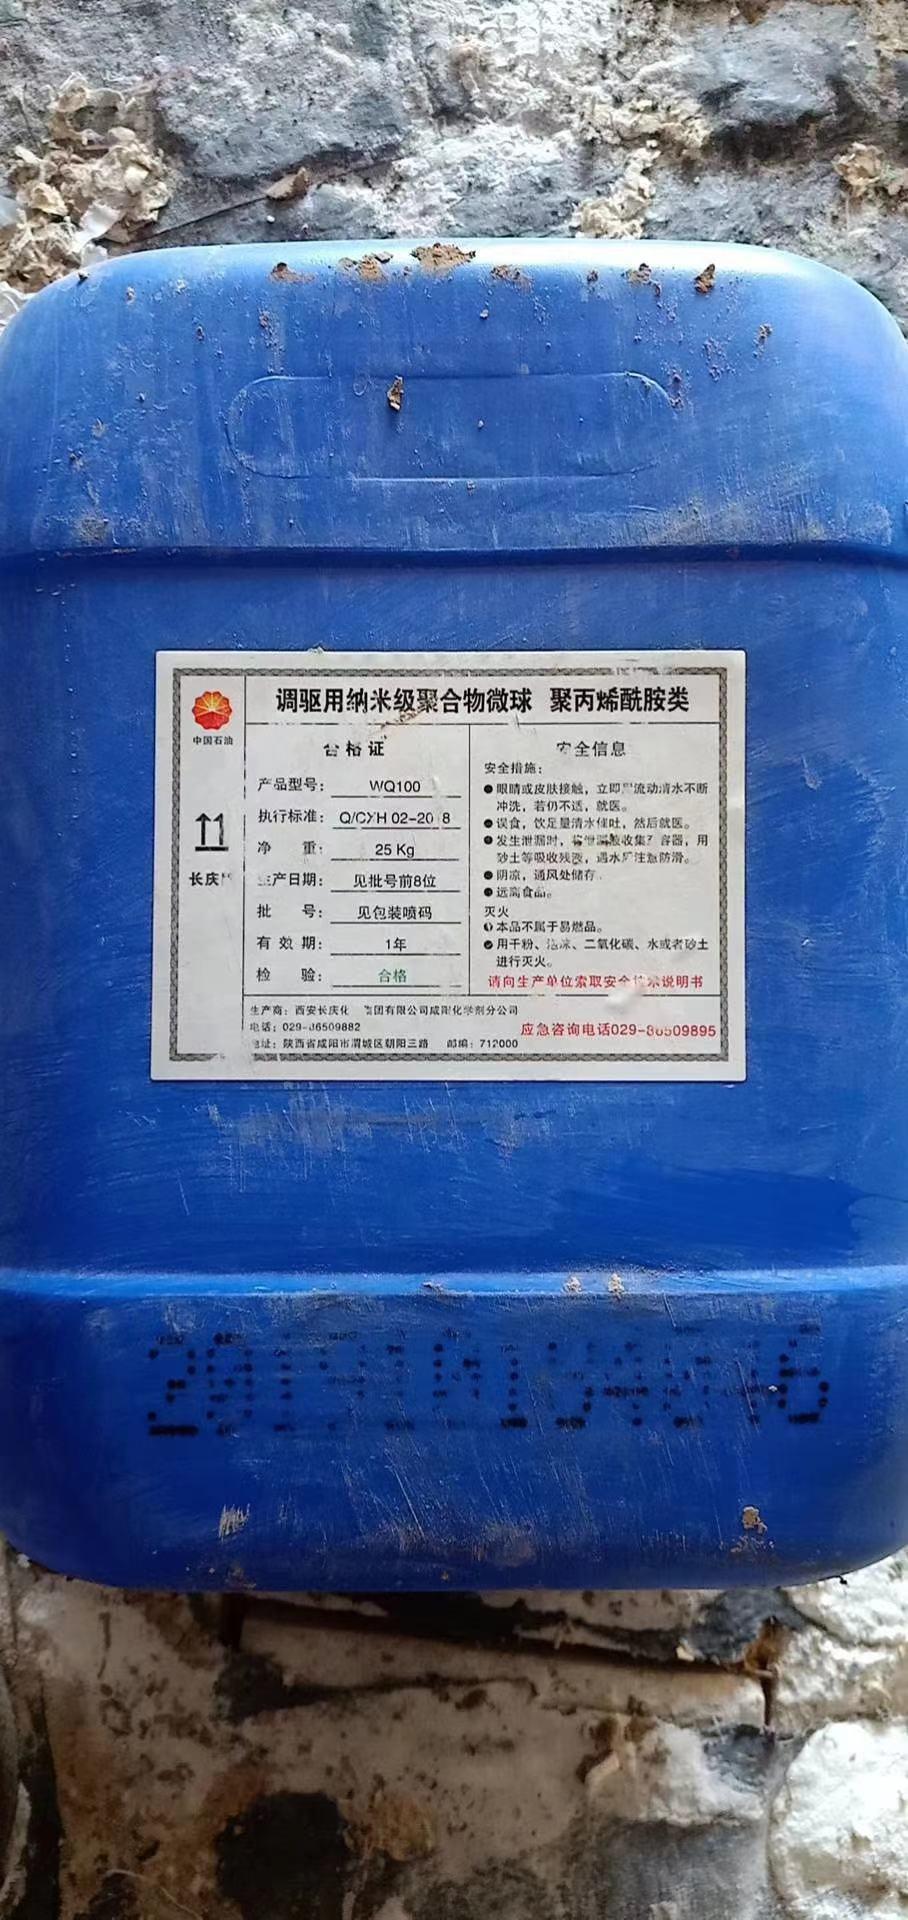 调驱用纳米级聚合物微球 聚丙烯酰胺类
中国石油
长庆
合格证
产品型号: WQ100
执行标准: Q/CXH 02-20 8
净 重: 25 Kg
生产日期: 见批号前8位
批 号: 见包装喷码
有效期: 1年
检 验: 合格
安全信息
安全措施:
●眼睛或皮肤接触，立即用流动清水不断
冲洗，若仍不适，就医。
●误食，饮足量清水催吐，然后就医。
●发生泄漏时，将泄漏液收集 容器，用
砂土等吸收残液，遇水后注意防滑。
●阴凉，通风处储存
●远离食品。
灭火
●本品不属于易燃品。
●用干粉、泡沫、二氧化碳、水或者砂土
进行灭火。
请向生产单位索取安全技术说明书
生产商: 西安长庆化 集团有限公司咸阳化学剂分公司
电话: 029-86509882
应急咨询电话029-86509895
地址: 陕西省咸阳市渭城区朝阳三路 邮编: 712000